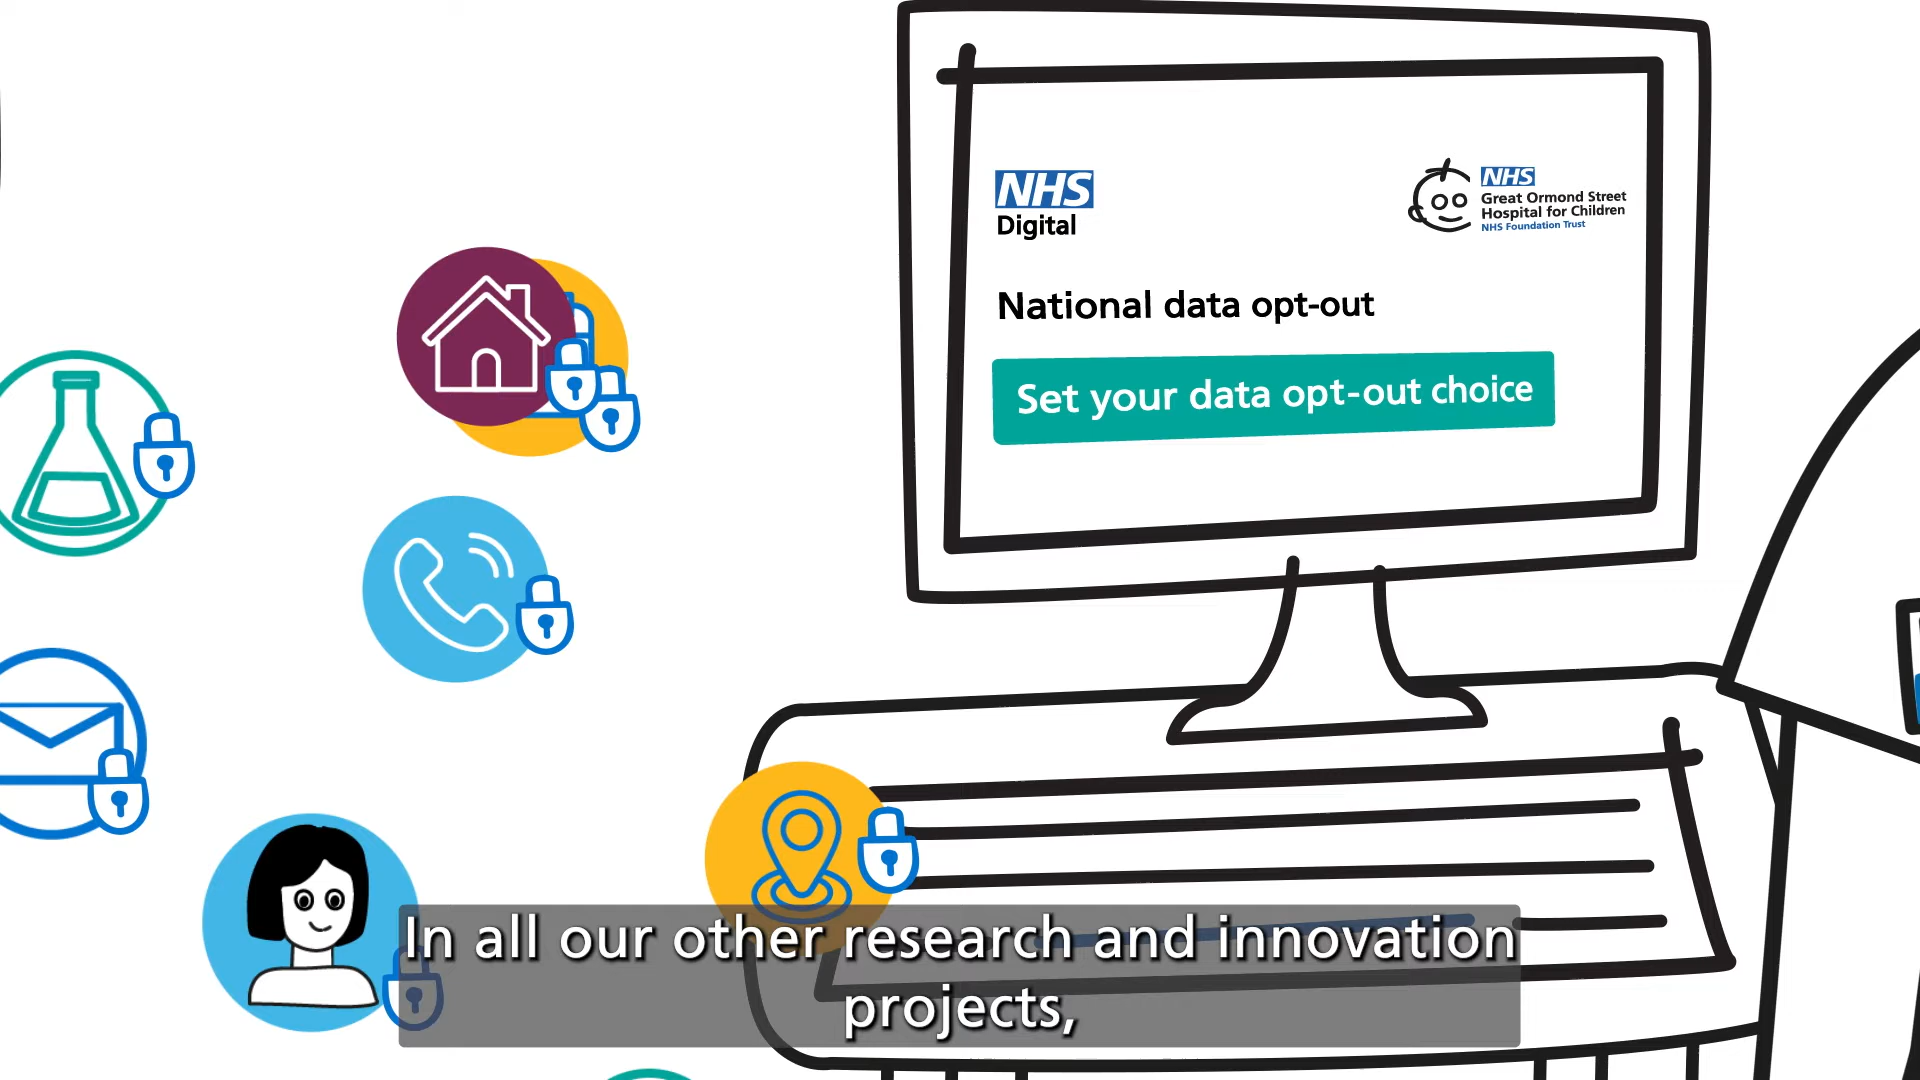 NHS
Digital
NHS
Great Ormond Street
Hospital for Children
NHS Foundation Trust
National data opt-out
Set your data opt-out choice
In all our other research and innovation
projects,